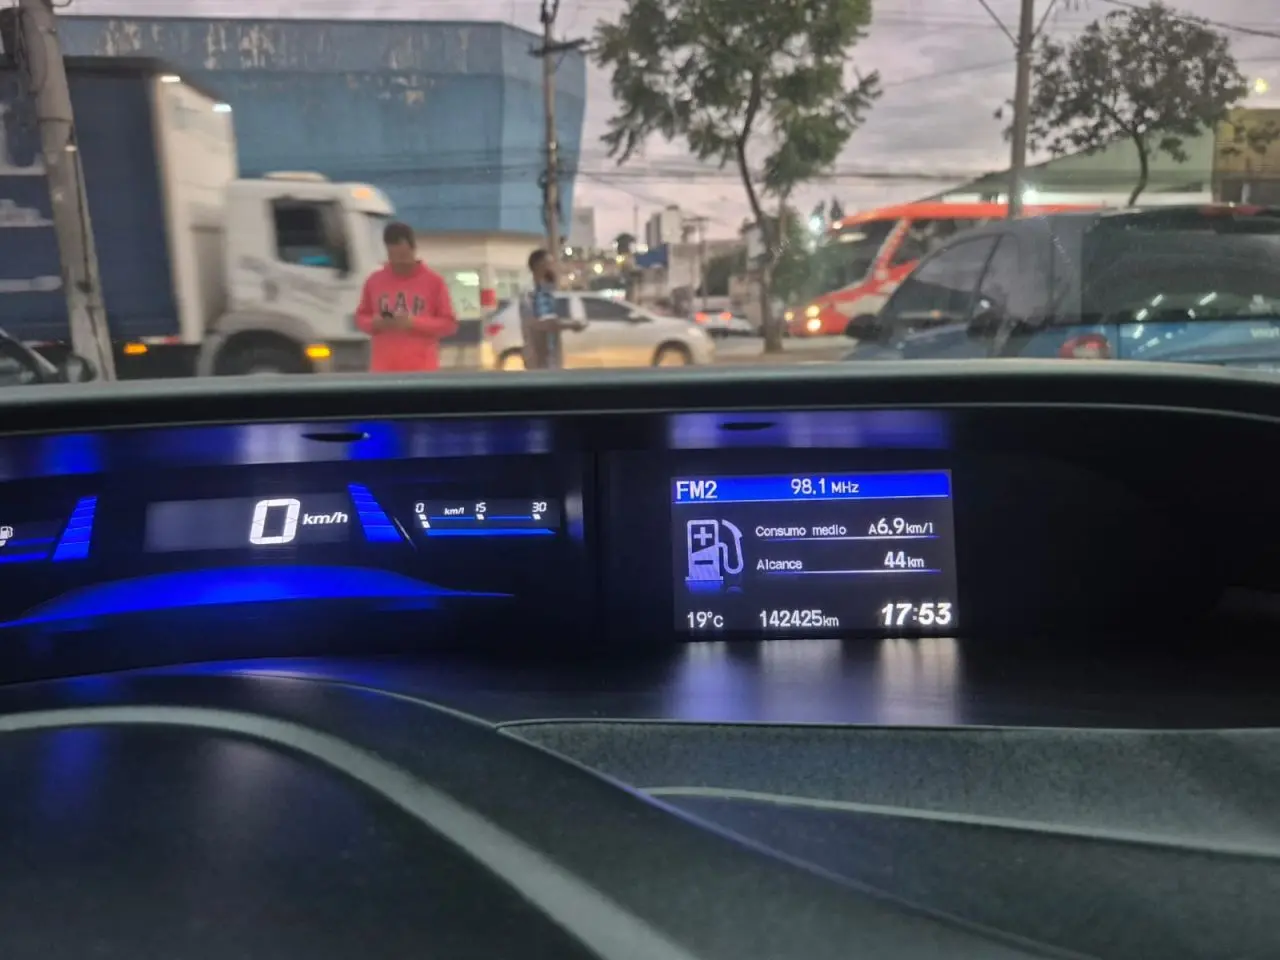 GAP
0 km/h
0 km/l 15 30
FM2 98.1 MHz
Consumo medio A6.9km/l
Alcance 44km
19°c 142425km 17:53